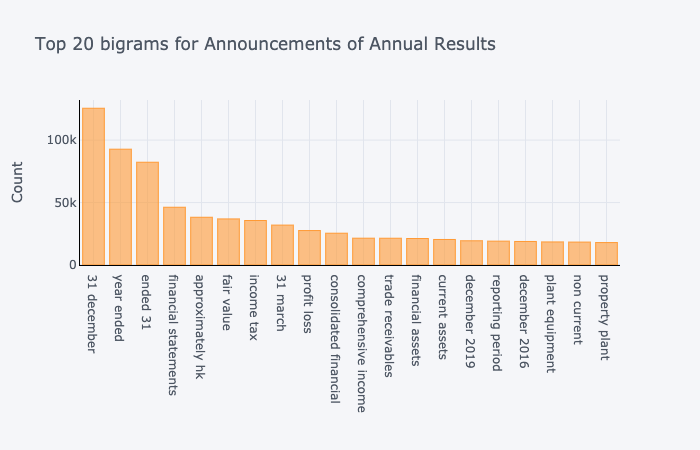 Top 20 bigrams for Announcements of Annual Results
Count
100k
50k
0
31 december
year ended
ended 31
financial statements
approximately hk
fair value
income tax
31 march
profit loss
consolidated financial
comprehensive income
trade receivables
financial assets
current assets
december 2019
reporting period
december 2016
plant equipment
non current
property plant